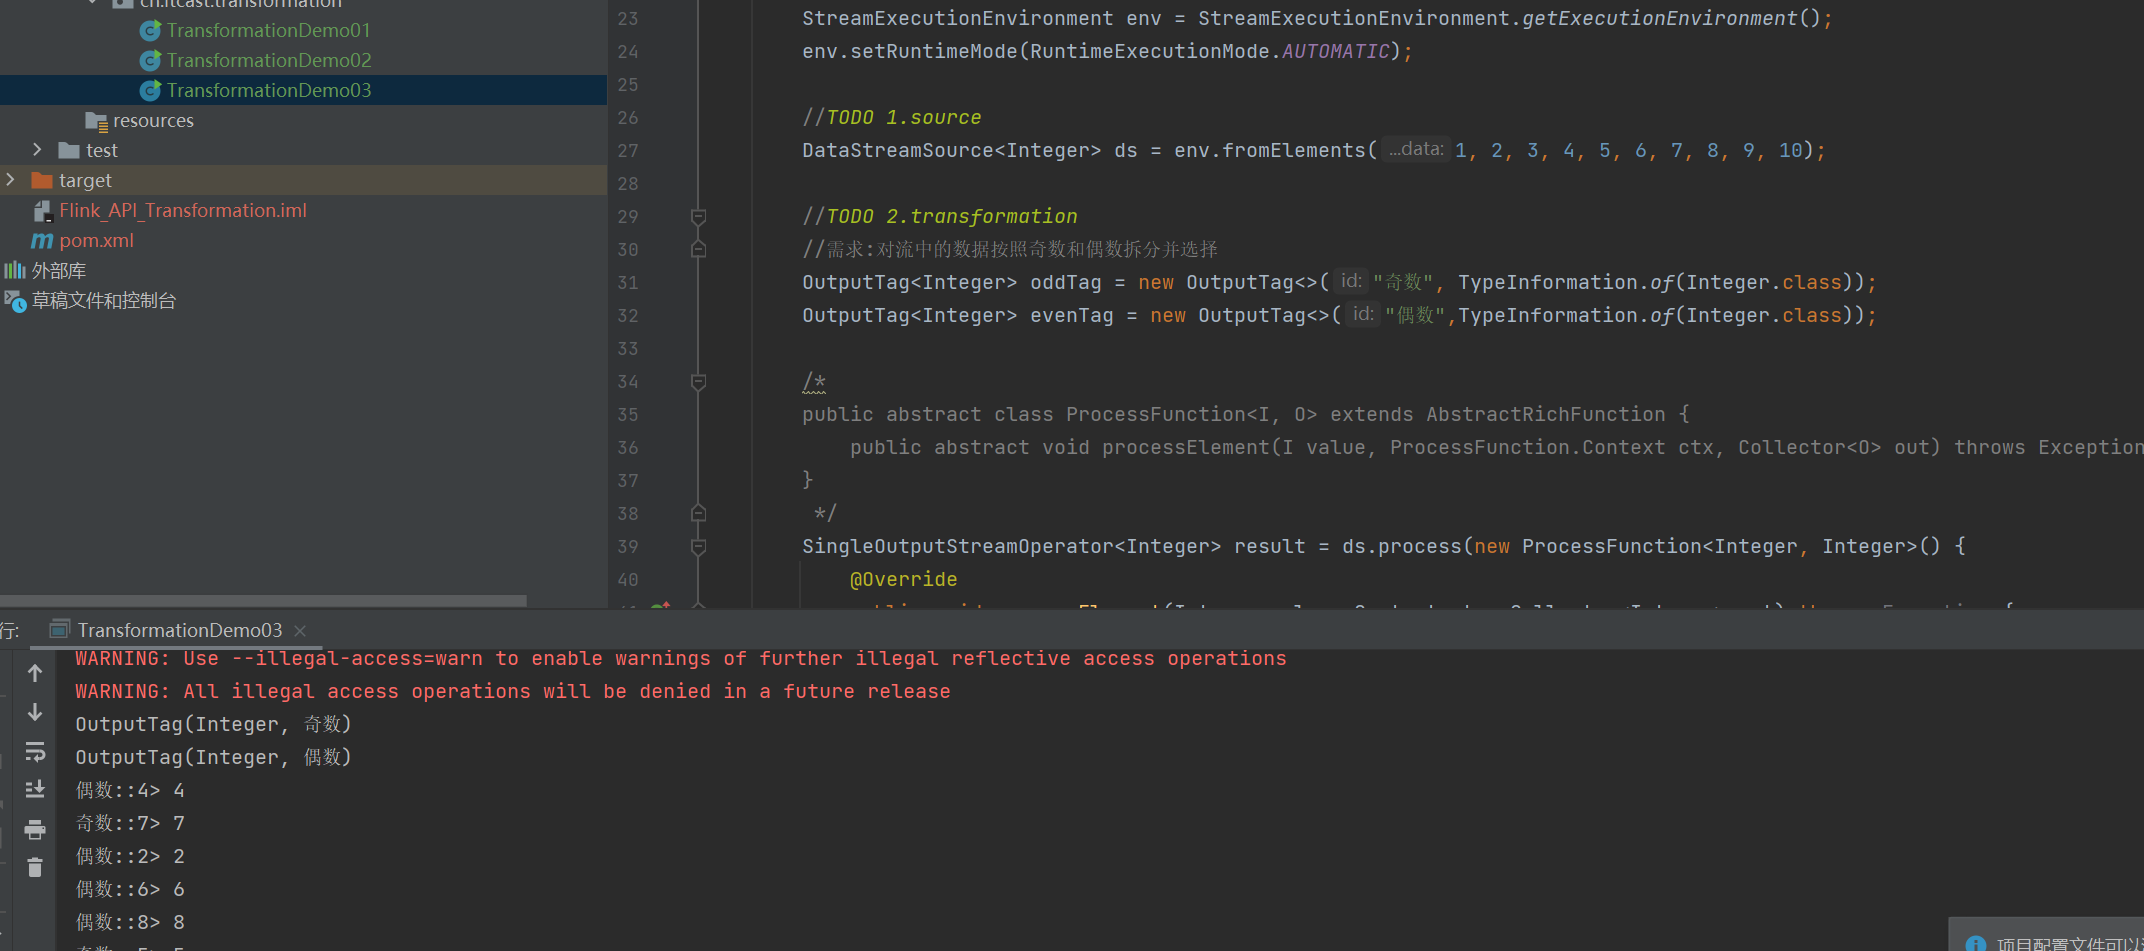 cn.itcast.transformation
TransformationDemo01
TransformationDemo02
TransformationDemo03
resources
test
target
Flink_API_Transformation.iml
pom.xml
外部库
草稿文件和控制台
23 StreamExecutionEnvironment env = StreamExecutionEnvironment.getExecutionEnvironment();
24 env.setRuntimeMode(RuntimeExecutionMode.AUTOMATIC);
25
26 //TODO 1.source
27 DataStreamSource<Integer> ds = env.fromElements( ...data: 1, 2, 3, 4, 5, 6, 7, 8, 9, 10);
28
29 //TODO 2.transformation
30 //需求:对流中的数据按照奇数和偶数拆分并选择
31 OutputTag<Integer> oddTag = new OutputTag<>( id: "奇数", TypeInformation.of(Integer.class));
32 OutputTag<Integer> evenTag = new OutputTag<>( id: "偶数",TypeInformation.of(Integer.class));
33
34 /*
35 public abstract class ProcessFunction<I, O> extends AbstractRichFunction {
36 public abstract void processElement(I value, ProcessFunction.Context ctx, Collector<O> out) throws Exception
37 }
38 */
39 SingleOutputStreamOperator<Integer> result = ds.process(new ProcessFunction<Integer, Integer>() {
40 @Override
行: TransformationDemo03
WARNING: Use --illegal-access=warn to enable warnings of further illegal reflective access operations
WARNING: All illegal access operations will be denied in a future release
OutputTag(Integer, 奇数)
OutputTag(Integer, 偶数)
偶数::4> 4
奇数::7> 7
偶数::2> 2
偶数::6> 6
偶数::8> 8
奇数::5> 5
项目配置文件可以